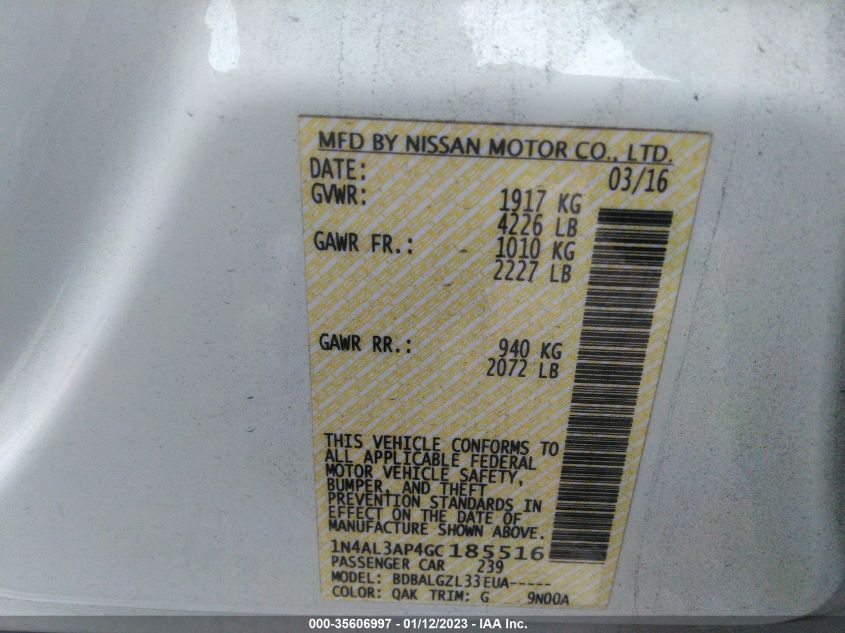 MFD BY NISSAN MOTOR CO., LTD.
DATE: 03/16
GVWR: 1917 KG
4226 LB
GAWR FR.: 1010 KG
2227 LB
GAWR RR.: 940 KG
2072 LB
THIS VEHICLE CONFORMS TO
ALL APPLICABLE FEDERAL
MOTOR VEHICLE SAFETY,
BUMPER, AND THEFT
PREVENTION STANDARDS IN
EFFECT ON THE DATE OF
MANUFACTURE SHOWN ABOVE.
1N4AL3AP4GC185516
PASSENGER CAR 239
MODEL: BDBALGZL33EUA-----
COLOR: QAK TRIM: G 9N00A
000-35606997 - 01/12/2023 - IAA Inc.